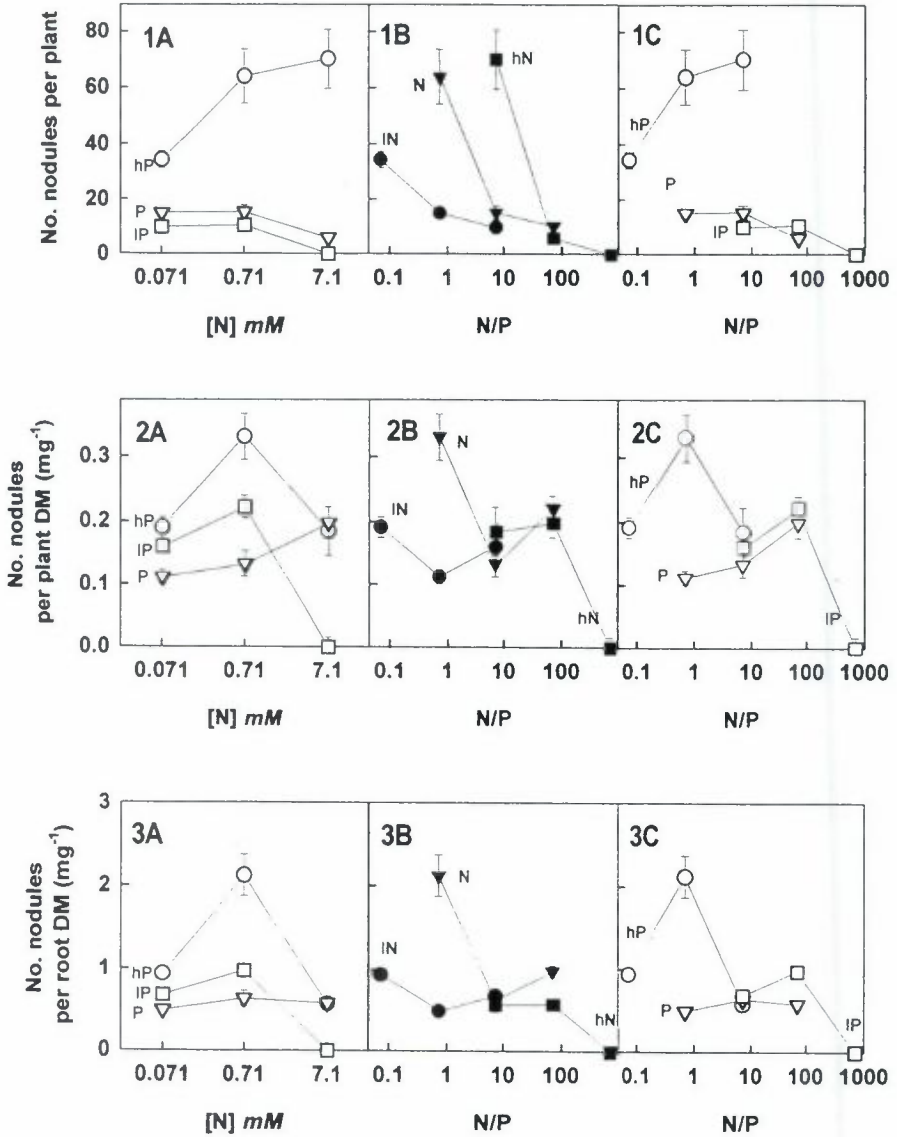 No. nodules per plant
80
60
40
20
0
1A
hP
P
lP
0.071 0.71 7.1
[N] mM
1B
N
hN
lN
0.1 1 10 100
N/P
1C
hP
P
lP
0.1 1 10 100 1000
N/P
No. nodules
per plant DM (mg⁻¹)
0.3
0.2
0.1
0.0
2A
hP
lP
P
0.071 0.71 7.1
[N] mM
2B
N
lN
hN
0.1 1 10 100
N/P
2C
hP
P
lP
0.1 1 10 100 1000
N/P
No. nodules
per root DM (mg⁻¹)
3
2
1
0
3A
hP
lP
P
0.071 0.71 7.1
[N] mM
3B
N
lN
hN
0.1 1 10 100
N/P
3C
hP
P
lP
0.1 1 10 100 1000
N/P